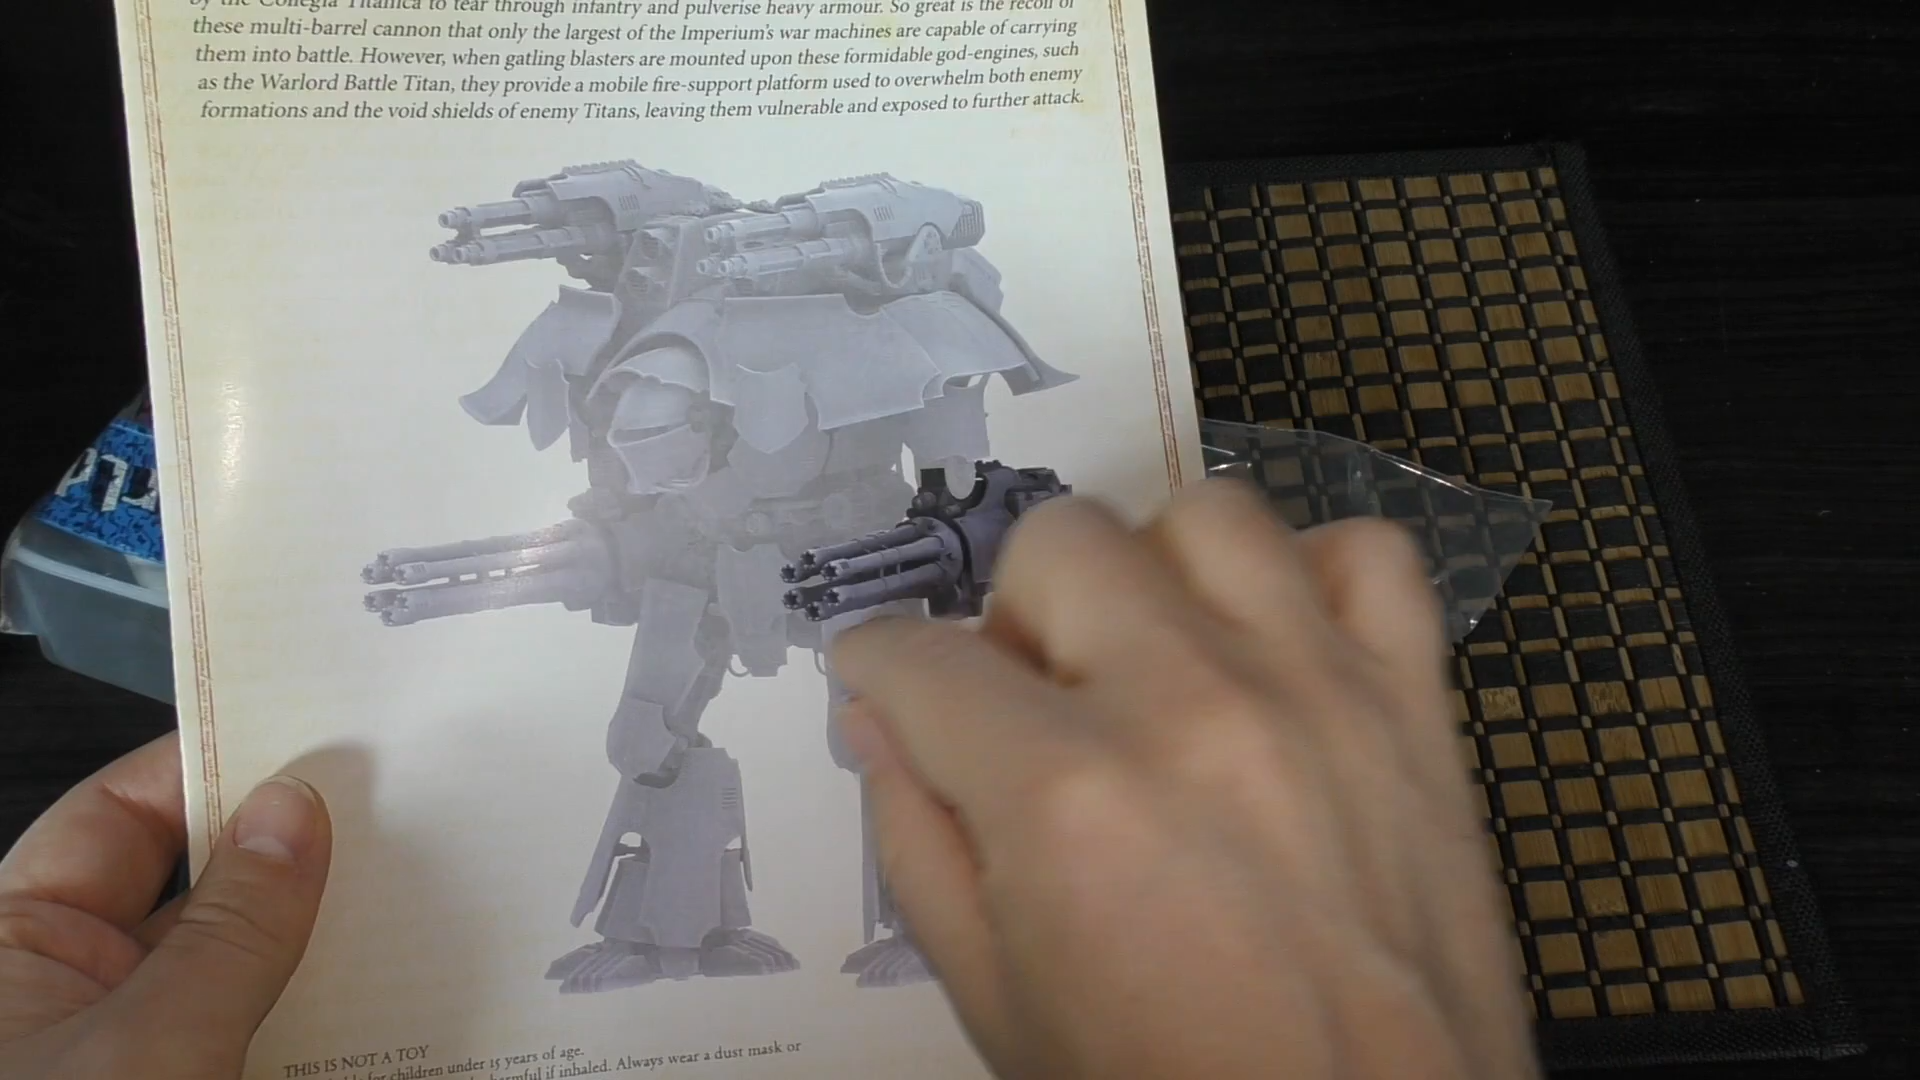 by the Collegia Titanica to tear through infantry and pulverise heavy armour. So great is the recoil of
these multi-barrel cannon that only the largest of the Imperium's war machines are capable of carrying
them into battle. However, when gatling blasters are mounted upon these formidable god-engines, such
as the Warlord Battle Titan, they provide a mobile fire-support platform used to overwhelm both enemy
formations and the void shields of enemy Titans, leaving them vulnerable and exposed to further attack.
THIS IS NOT A TOY
for children under 15 years of age.
if inhaled. Always wear a dust mask or